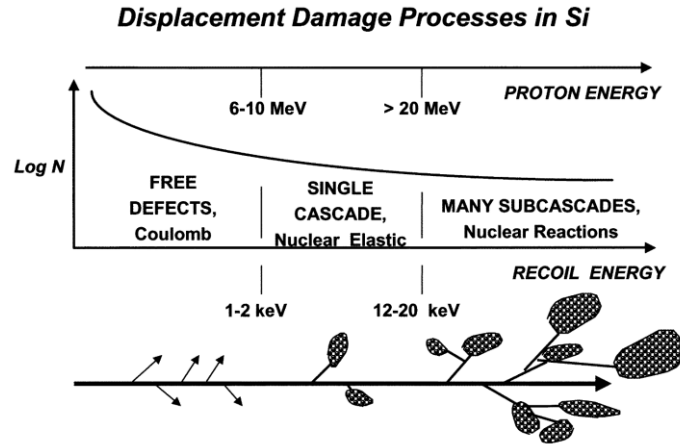 Displacement Damage Processes in Si
6-10 MeV
> 20 MeV
PROTON ENERGY
Log N
FREE
DEFECTS,
Coulomb
SINGLE
CASCADE,
Nuclear Elastic
MANY SUBCASCADES,
Nuclear Reactions
RECOIL ENERGY
1-2 keV
12-20 keV